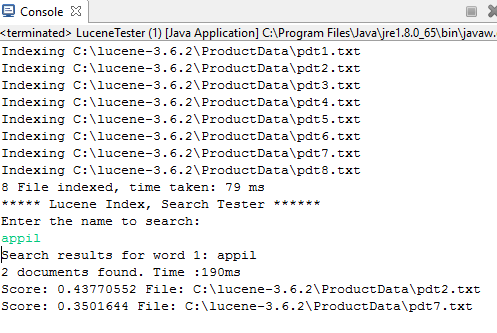 Console
<terminated> LuceneTester (1) [Java Application] C:\Program Files\Java\jre1.8.0_65\bin\javaw.
Indexing C:\lucene-3.6.2\ProductData\pdt1.txt
Indexing C:\lucene-3.6.2\ProductData\pdt2.txt
Indexing C:\lucene-3.6.2\ProductData\pdt3.txt
Indexing C:\lucene-3.6.2\ProductData\pdt4.txt
Indexing C:\lucene-3.6.2\ProductData\pdt5.txt
Indexing C:\lucene-3.6.2\ProductData\pdt6.txt
Indexing C:\lucene-3.6.2\ProductData\pdt7.txt
Indexing C:\lucene-3.6.2\ProductData\pdt8.txt
8 File indexed, time taken: 79 ms
***** Lucene Index, Search Tester ******
Enter the name to search:
appil
Search results for word 1: appil
2 documents found. Time :190ms
Score: 0.43770552 File: C:\lucene-3.6.2\ProductData\pdt2.txt
Score: 0.3501644 File: C:\lucene-3.6.2\ProductData\pdt7.txt